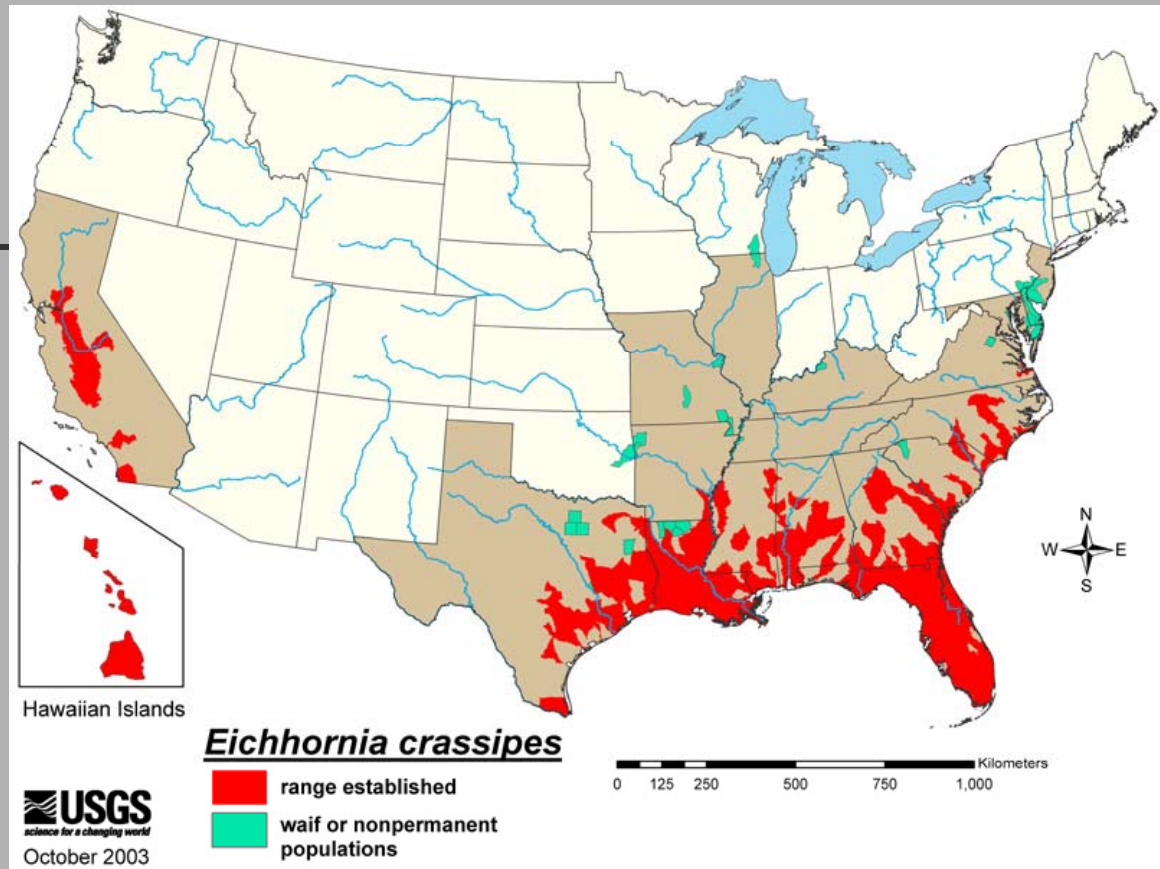 N
W E
S
Hawaiian Islands
Eichhornia crassipes
range established
waif or nonpermanent
populations
Kilometers
0 125 250 500 750 1,000
USGS
science for a changing world
October 2003